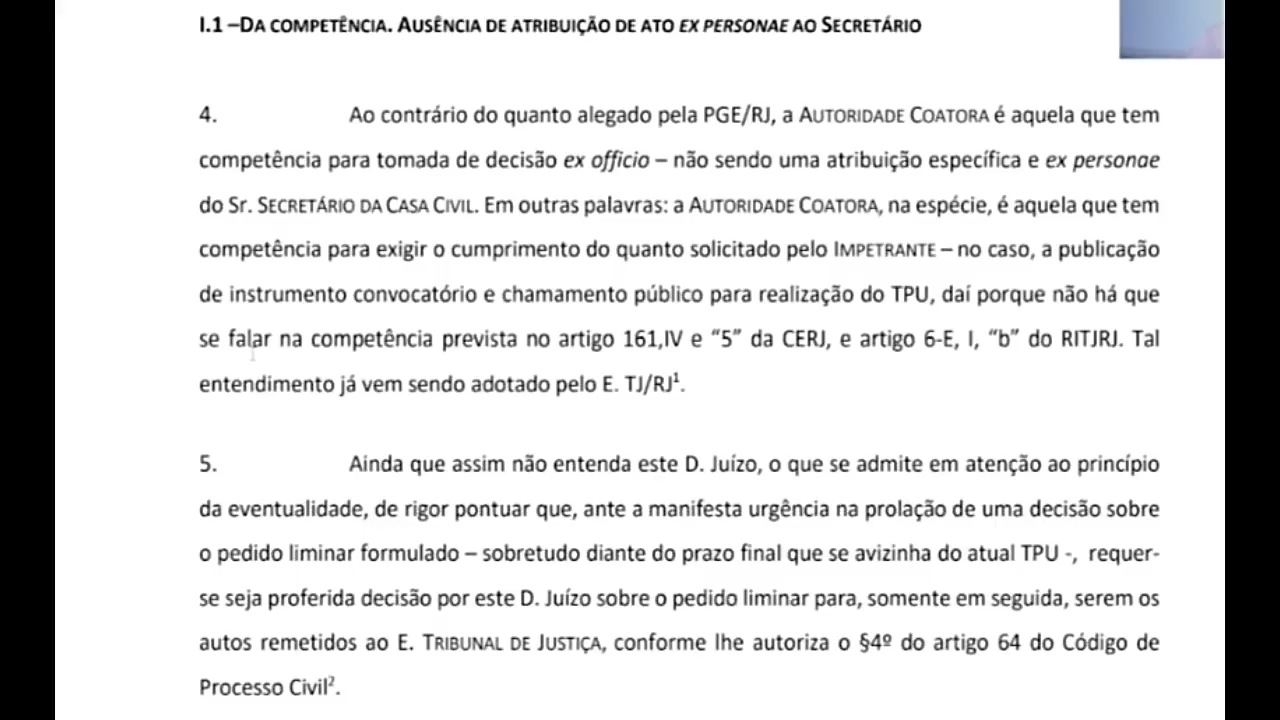 I.1 –DA COMPETÊNCIA. AUSÊNCIA DE ATRIBUIÇÃO DE ATO EX PERSONAE AO SECRETÁRIO
4. Ao contrário do quanto alegado pela PGE/RJ, a AUTORIDADE COATORA é aquela que tem
competência para tomada de decisão ex officio – não sendo uma atribuição específica e ex personae
do Sr. SECRETÁRIO DA CASA CIVIL. Em outras palavras: a AUTORIDADE COATORA, na espécie, é aquela que tem
competência para exigir o cumprimento do quanto solicitado pelo IMPETRANTE – no caso, a publicação
de instrumento convocatório e chamamento público para realização do TPU, daí porque não há que
se falar na competência prevista no artigo 161,IV e “5” da CERJ, e artigo 6-E, I, “b” do RITJRJ. Tal
entendimento já vem sendo adotado pelo E. TJ/RJ¹.
5. Ainda que assim não entenda este D. Juízo, o que se admite em atenção ao princípio
da eventualidade, de rigor pontuar que, ante a manifesta urgência na prolação de uma decisão sobre
o pedido liminar formulado – sobretudo diante do prazo final que se avizinha do atual TPU -, requer-
se seja proferida decisão por este D. Juízo sobre o pedido liminar para, somente em seguida, serem os
autos remetidos ao E. TRIBUNAL DE JUSTIÇA, conforme lhe autoriza o §4º do artigo 64 do Código de
Processo Civil².